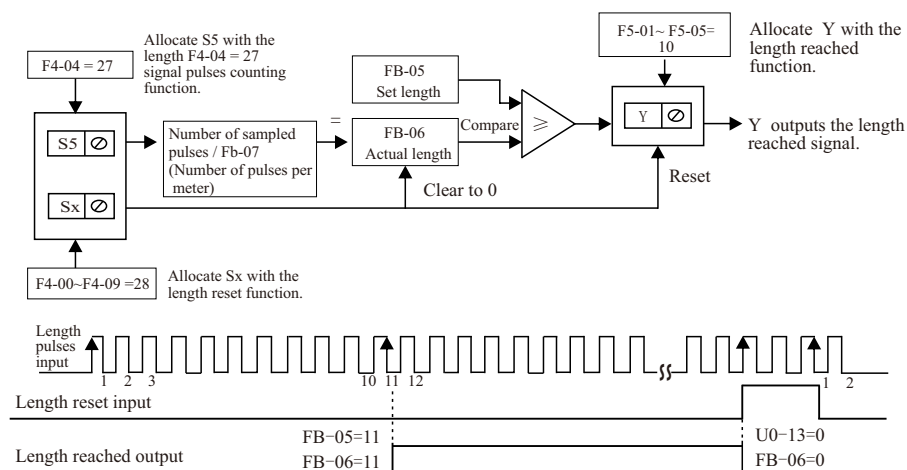 F4-04 = 27
Allocate S5 with the
length F4-04 = 27
signal pulses counting
function.
FB-05
Set length
F5-01~ F5-05=
10
Allocate Y with the
length reached
function.
S5
Number of sampled
pulses / Fb-07
(Number of pulses per
meter)
=
FB-06
Actual length
Compare
≥
Y
Y outputs the length
reached signal.
Sx
Clear to 0
Reset
F4-00~F4-09 =28
Allocate Sx with the
length reset function.
Length
pulses
input
1 2 3 10 11 12 1 2
Length reset input
FB-05=11
U0-13=0
Length reached output
FB-06=11
FB-06=0